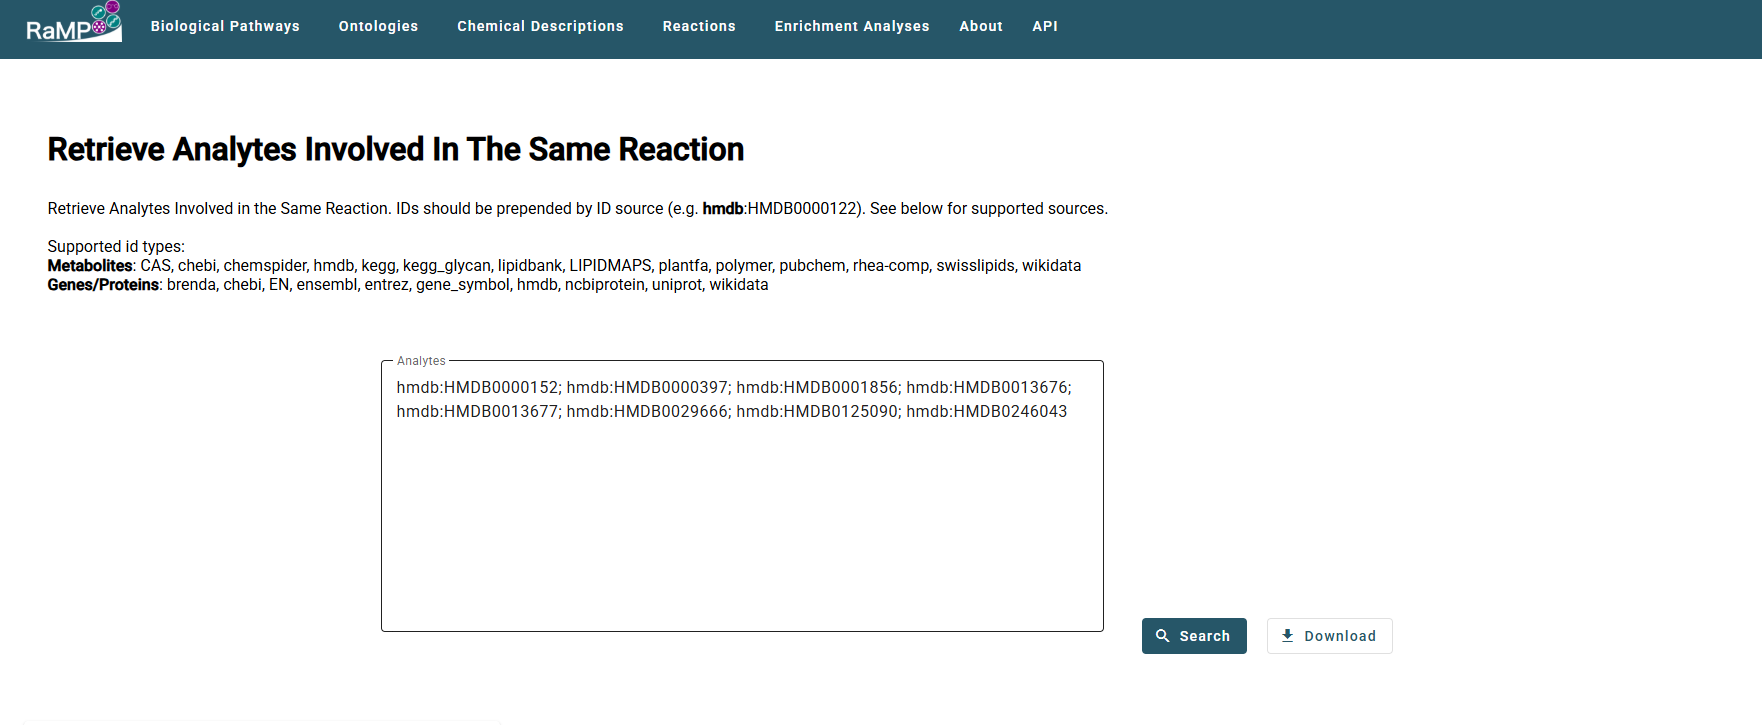 RaMP
Biological Pathways Ontologies Chemical Descriptions Reactions Enrichment Analyses About API
Retrieve Analytes Involved In The Same Reaction
Retrieve Analytes Involved in the Same Reaction. IDs should be prepended by ID source (e.g. hmdb:HMDB0000122). See below for supported sources.
Supported id types:
Metabolites: CAS, chebi, chemspider, hmdb, kegg, kegg_glycan, lipidbank, LIPIDMAPS, plantfa, polymer, pubchem, rhea-comp, swisslipids, wikidata
Genes/Proteins: brenda, chebi, EN, ensembl, entrez, gene_symbol, hmdb, ncbiprotein, uniprot, wikidata
Analytes
hmdb:HMDB0000152; hmdb:HMDB0000397; hmdb:HMDB0001856; hmdb:HMDB0013676;
hmdb:HMDB0013677; hmdb:HMDB0029666; hmdb:HMDB0125090; hmdb:HMDB0246043
Search Download